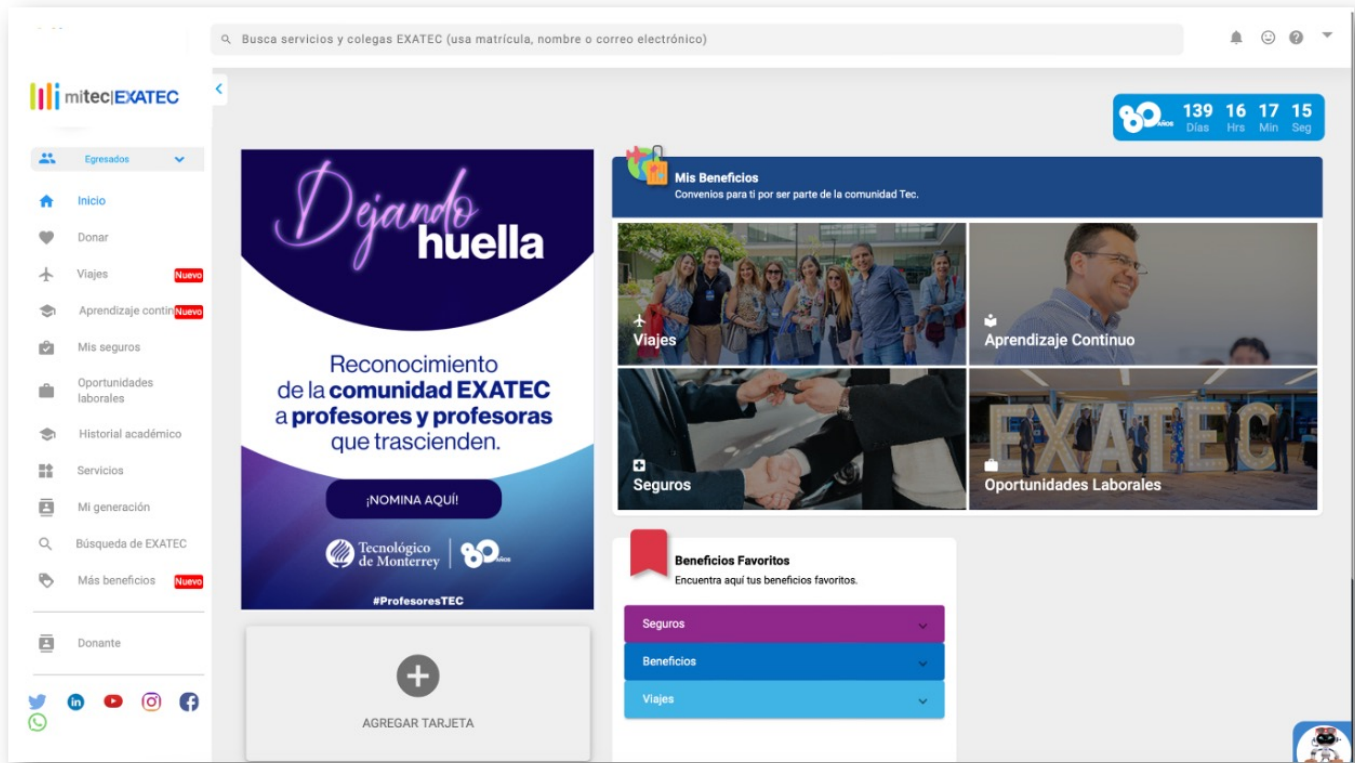 Busca servicios y colegas EXATEC (usa matrícula, nombre o correo electrónico)
mitec|EXATEC
Egresados
Inicio
Donar
Viajes Nuevo
Aprendizaje contin Nuevo
Mis seguros
Oportunidades
laborales
Historial académico
Servicios
Mi generación
Búsqueda de EXATEC
Más beneficios Nuevo
Donante
Dejando
huella
Reconocimiento
de la comunidad EXATEC
a profesores y profesoras
que trascienden.
¡NOMINA AQUÍ!
Tecnológico
de Monterrey
80 años
#ProfesoresTEC
AGREGAR TARJETA
80 años
139 16 17 15
Días Hrs Min Seg
Mis Beneficios
Convenios para ti por ser parte de la comunidad Tec.
Viajes
Aprendizaje Continuo
Seguros
EXATEC
Oportunidades Laborales
Beneficios Favoritos
Encuentra aquí tus beneficios favoritos.
Seguros
Beneficios
Viajes